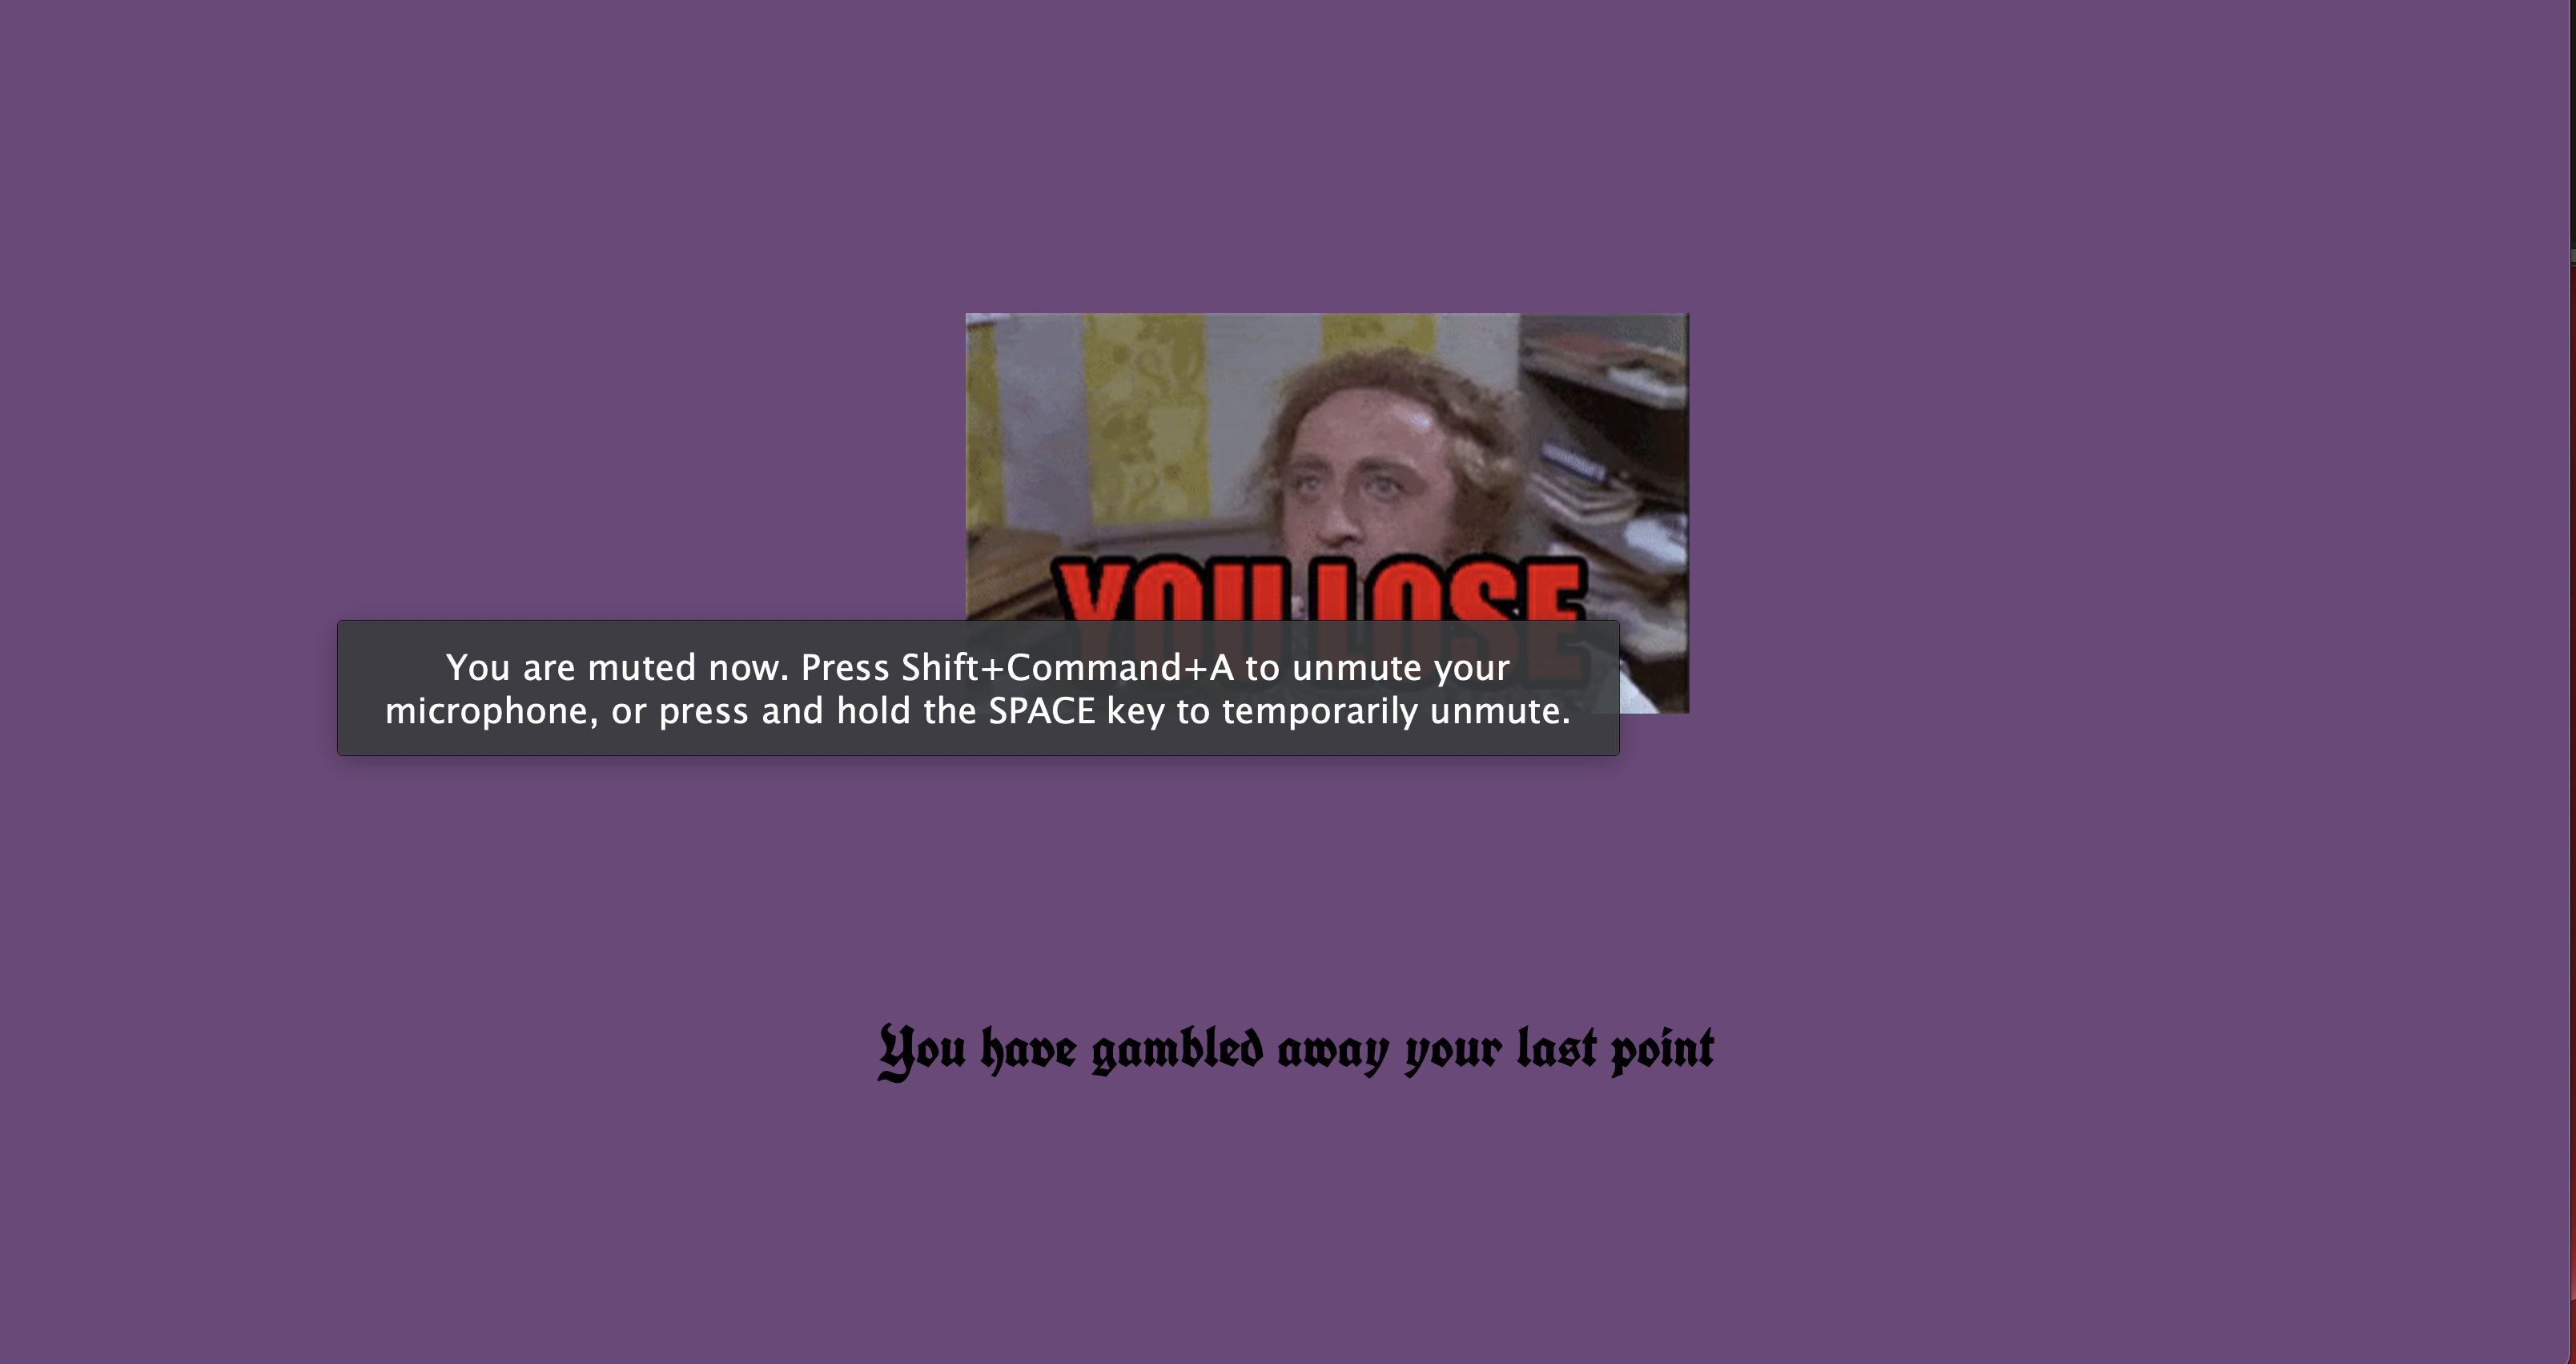 YOU LOSE
You are muted now. Press Shift+Command+A to unmute your
microphone, or press and hold the SPACE key to temporarily unmute.
You have gambled away your last point